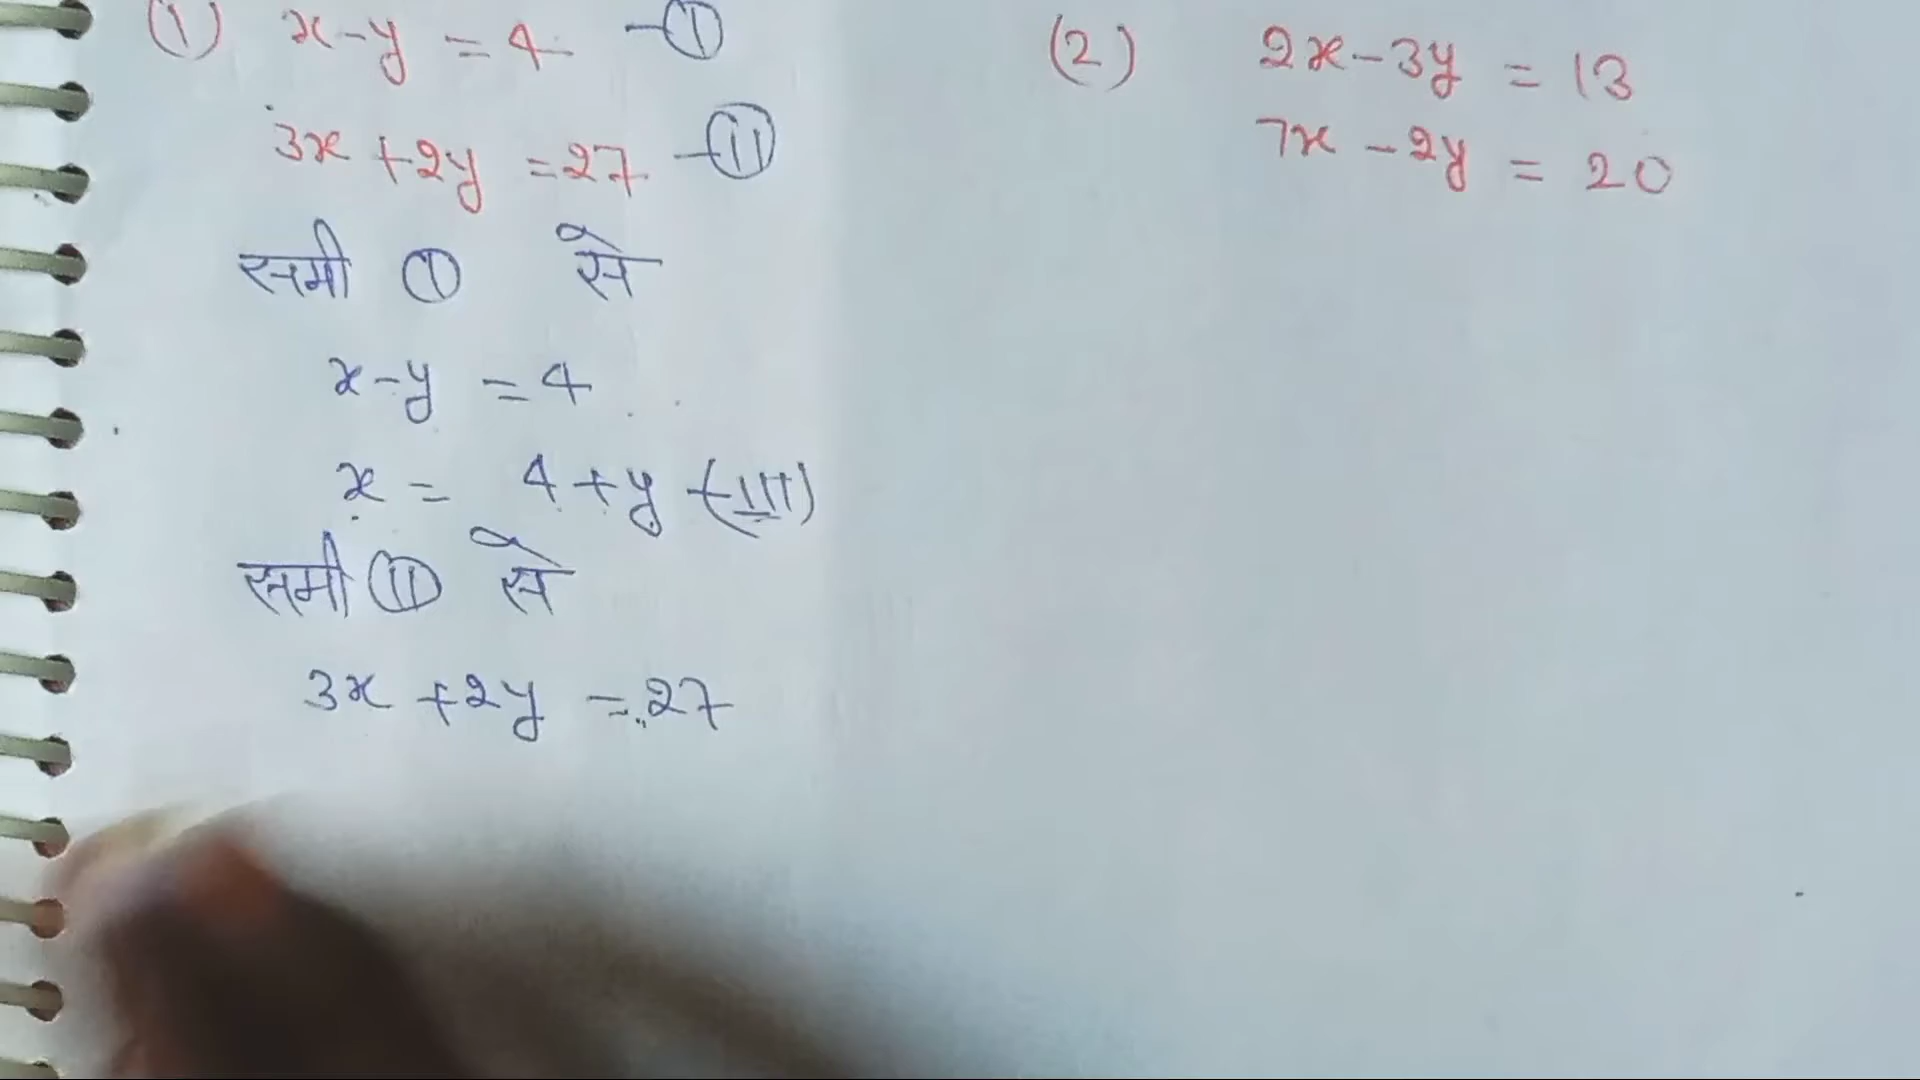 (1) x-y = 4 -(I)
3x +2y =27 -(II)
समी (I) से
x-y = 4
x = 4 +y -(III)
समी (II) से
3x +2y =27
(2) 2x-3y = 13
7x -2y = 20